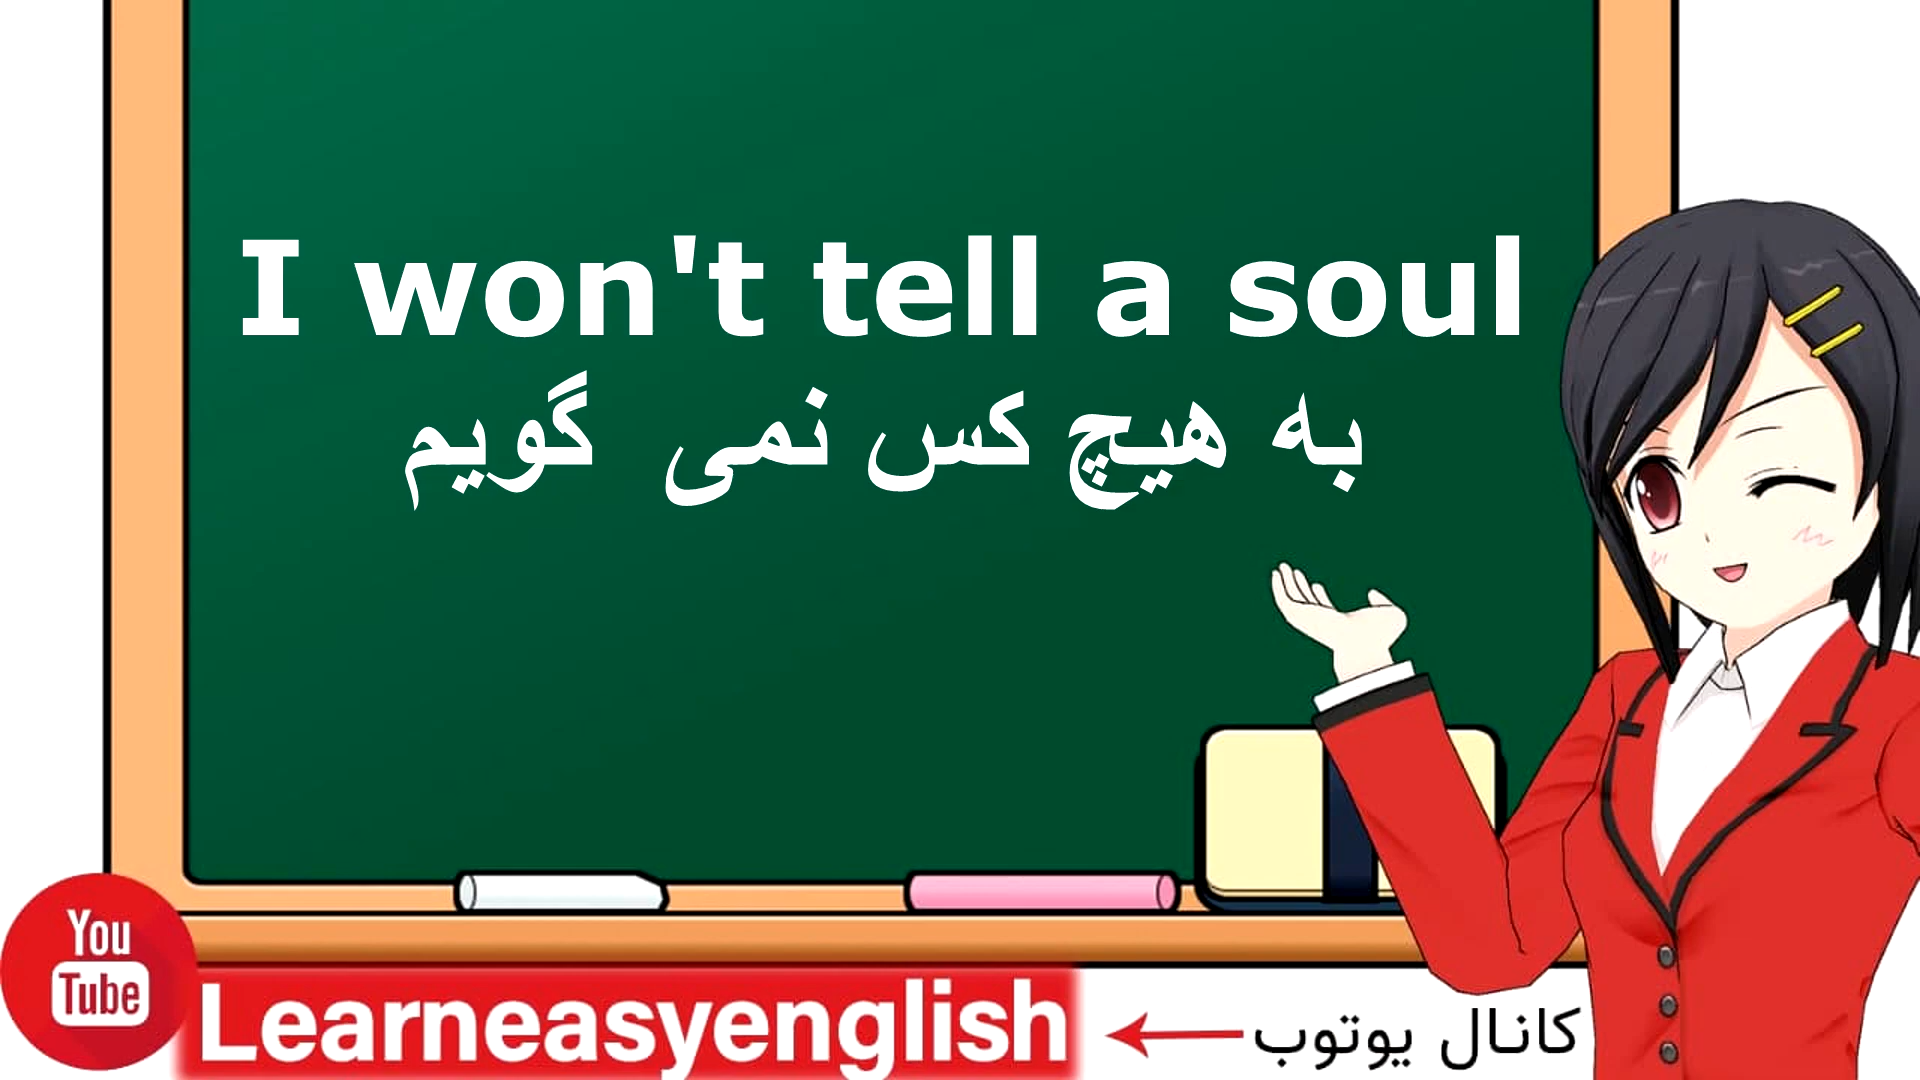 I won't tell a soul
به هیچ کس نمی گویم
You
Tube
Learneasyenglish
کانال یوتوب